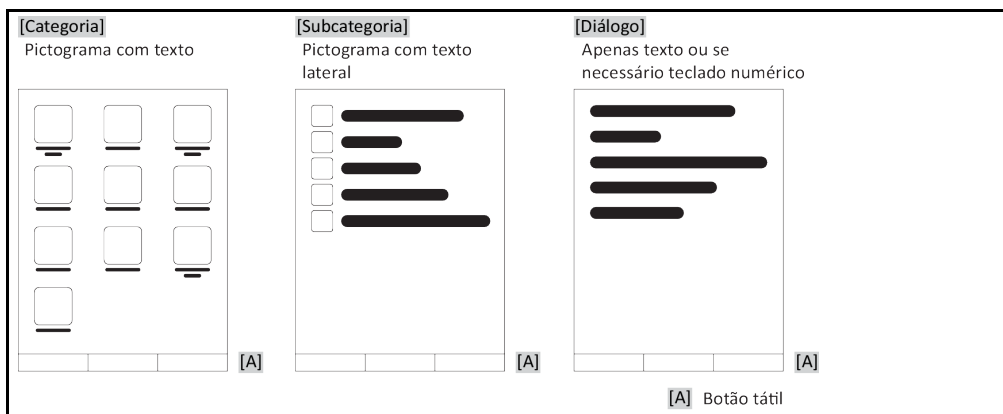 [Categoria]
Pictograma com texto
[Subcategoria]
Pictograma com texto
lateral
[Diálogo]
Apenas texto ou se
necessário teclado numérico
[A]
[A]
[A]
[A] Botão tátil